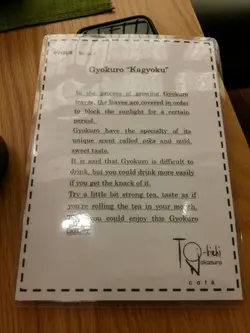 Gyokuro "Kagyoku"
In the process of growing Gyokuro
leaves, the leaves are covered in order
to block the sunlight for a certain
period.
Gyokuro have the specialty of its
unique scent called oika and mild,
sweet taste.
It is said that Gyokuro is difficult to
drink, but you could drink more easily
if you get the knack of it.
Try a little bit strong tea, taste as if
you're rolling the tea in your mouth,
you could enjoy this Gyokuro
café